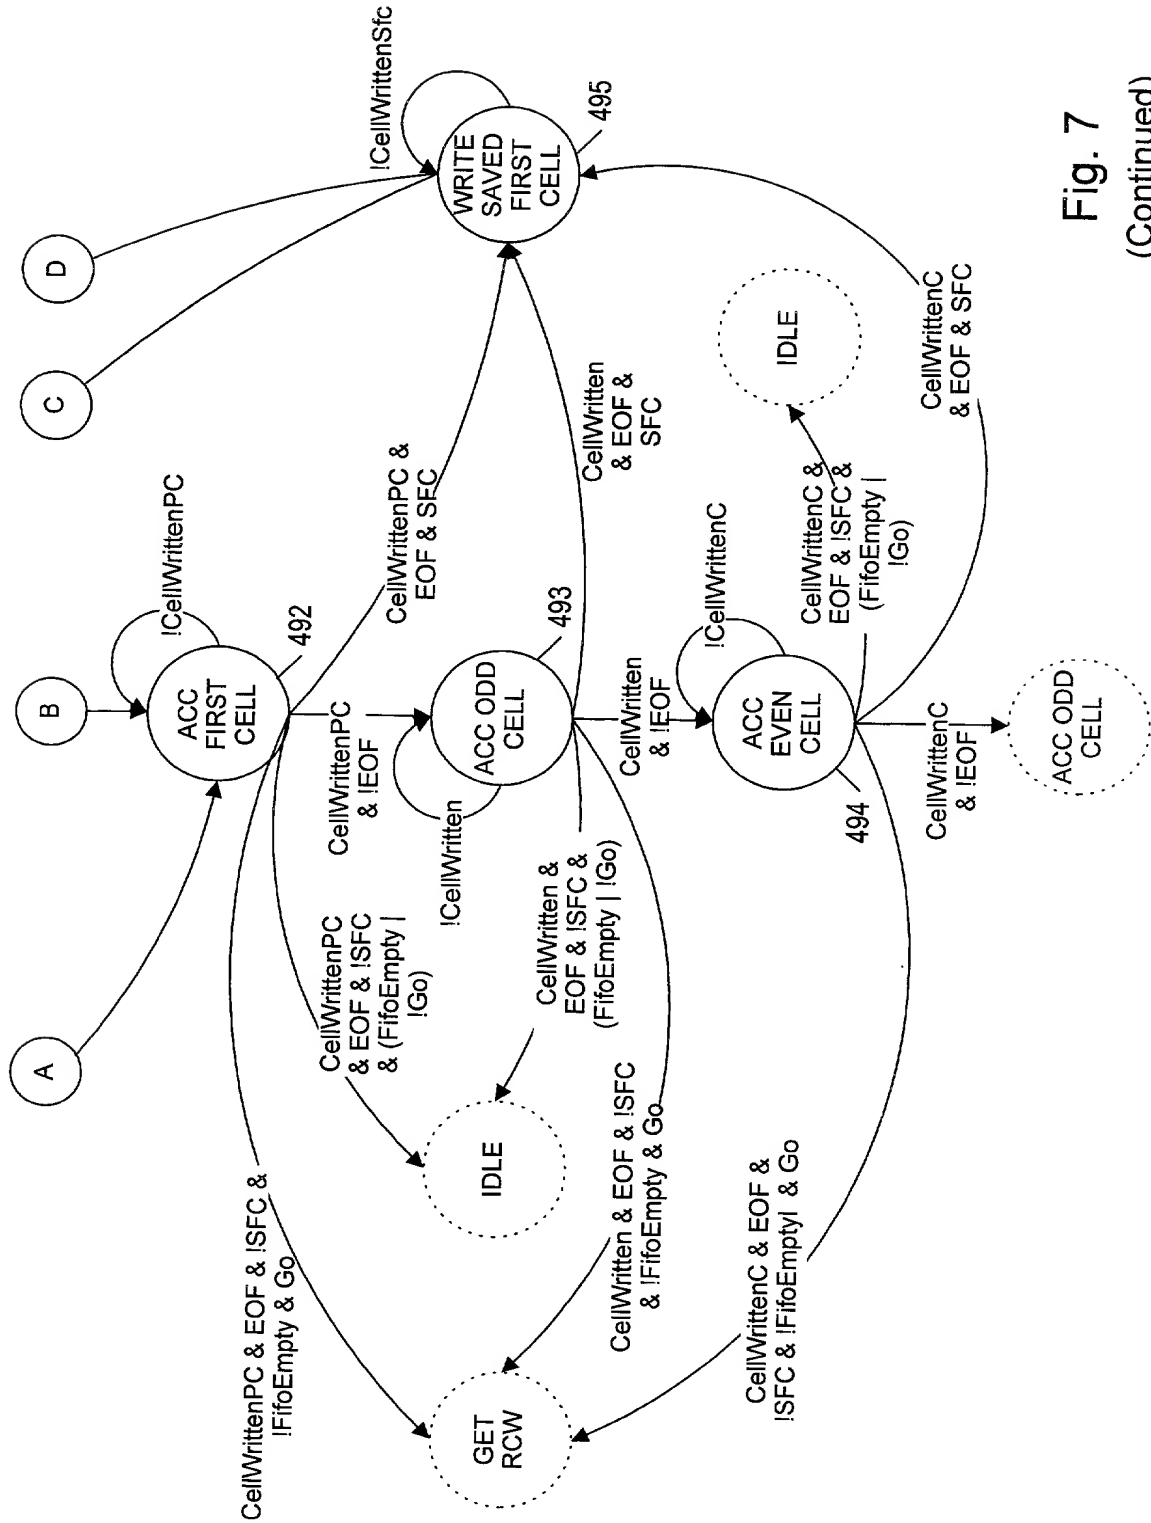 A
B
C
D
ACC
FIRST
CELL
!CellWrittenPC
492
WRITE
SAVED
FIRST
CELL
!CellWrittenSfc
495
CellWrittenPC & EOF & !SFC &
!FifoEmpty & Go
CellWrittenPC
& EOF & !SFC
& (FifoEmpty |
!Go)
CellWrittenPC
& !EOF
CellWrittenPC &
EOF & SFC
GET
RCW
IDLE
!CellWritten
ACC ODD
CELL
493
CellWritten &
EOF & !SFC &
(FifoEmpty | !Go)
CellWritten & EOF & !SFC
& !FifoEmpty & Go
CellWritten
& !EOF
CellWritten
& EOF &
SFC
ACC
EVEN
CELL
!CellWrittenC
494
CellWrittenC & EOF &
!SFC & !FifoEmpty| & Go
CellWrittenC &
EOF & !SFC &
(FifoEmpty |
!Go)
IDLE
CellWrittenC
& EOF & SFC
CellWrittenC
& !EOF
ACC ODD
CELL
Fig. 7
(Continued)